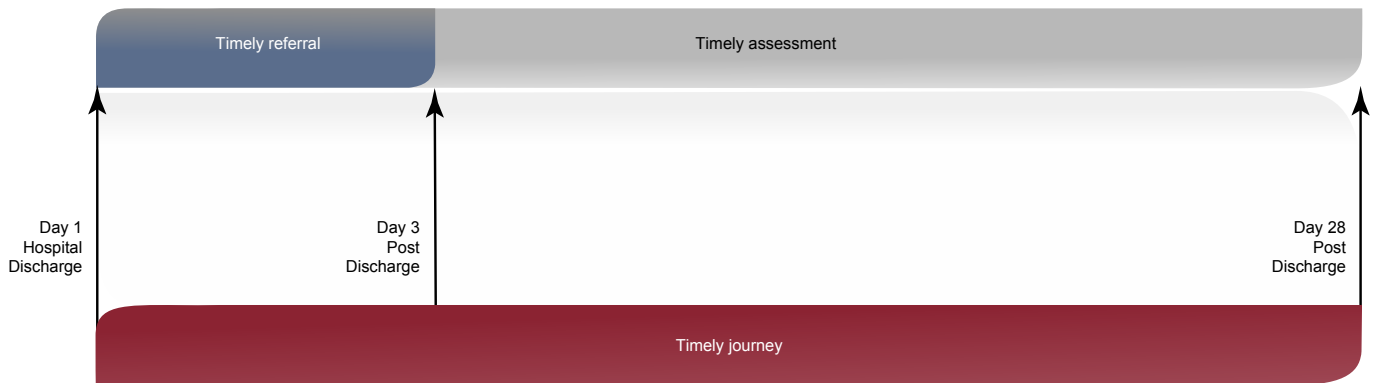 Timely referral
Timely assessment
Day 1
Hospital
Discharge
Day 3
Post
Discharge
Day 28
Post
Discharge
Timely journey